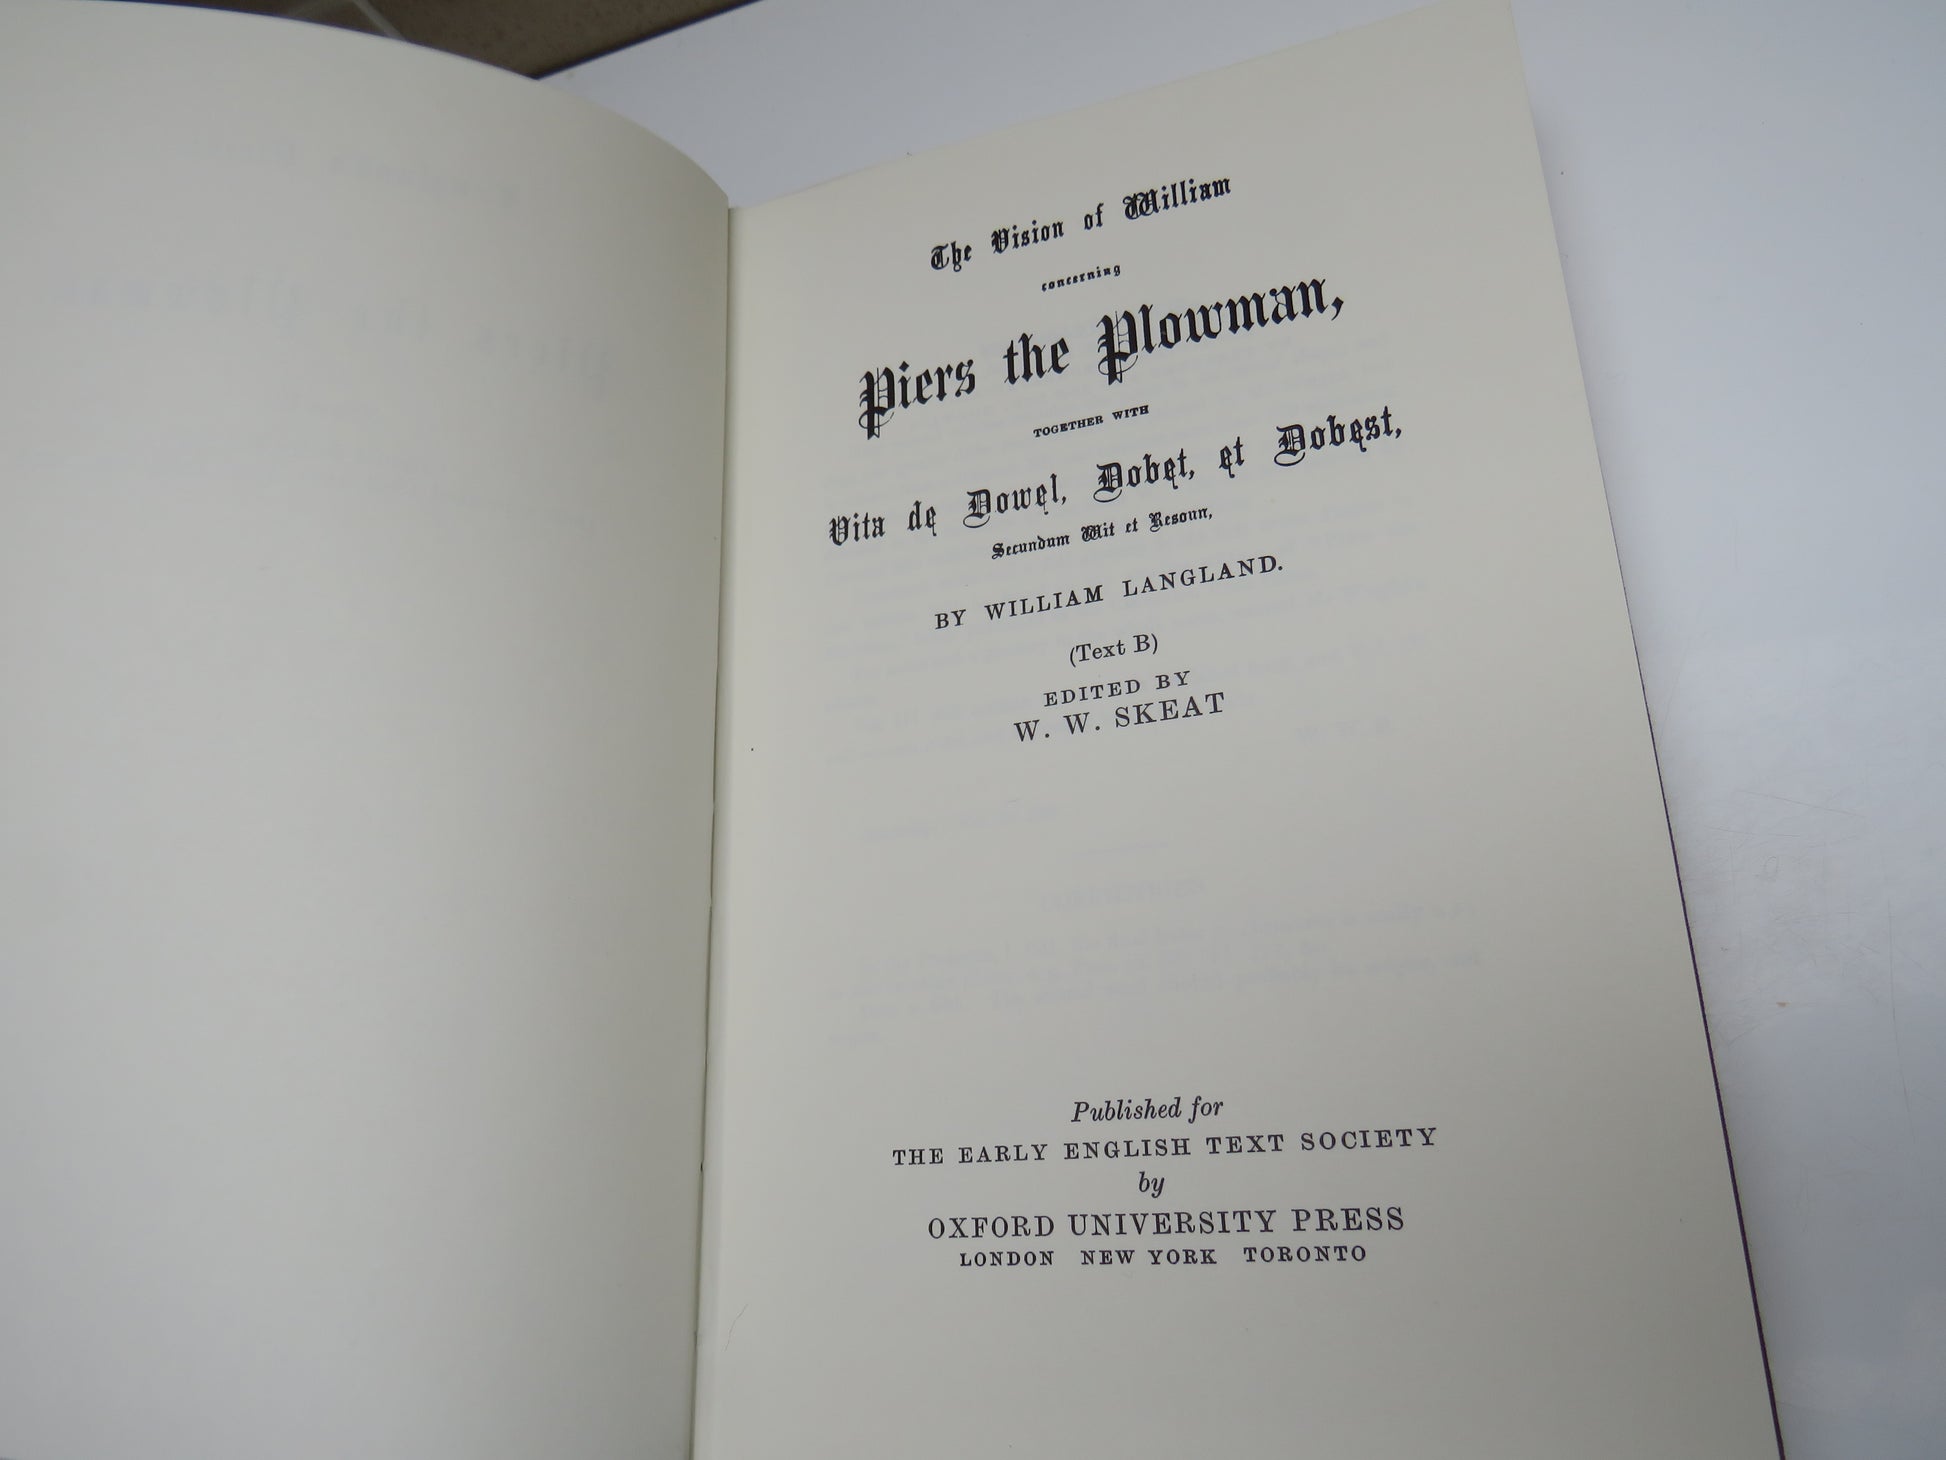 The Vision of William
concerning
Piers the Plowman,
TOGETHER WITH
Vita de Dowel, Dobet, et Dobest,
Secundum Wit et Resoun,
BY WILLIAM LANGLAND.
(Text B)
EDITED BY
W. W. SKEAT
Published for
THE EARLY ENGLISH TEXT SOCIETY
by
OXFORD UNIVERSITY PRESS
LONDON NEW YORK TORONTO